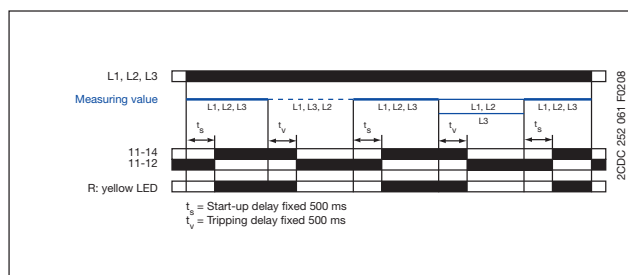 L1, L2, L3
Measuring value
L1, L2, L3
L1, L3, L2
L1, L2, L3
L1, L2
L3
L1, L2, L3
ts
tv
ts
tv
ts
11-14
11-12
R: yellow LED
ts = Start-up delay fixed 500 ms
tv = Tripping delay fixed 500 ms
2CDC 252 061 F0208